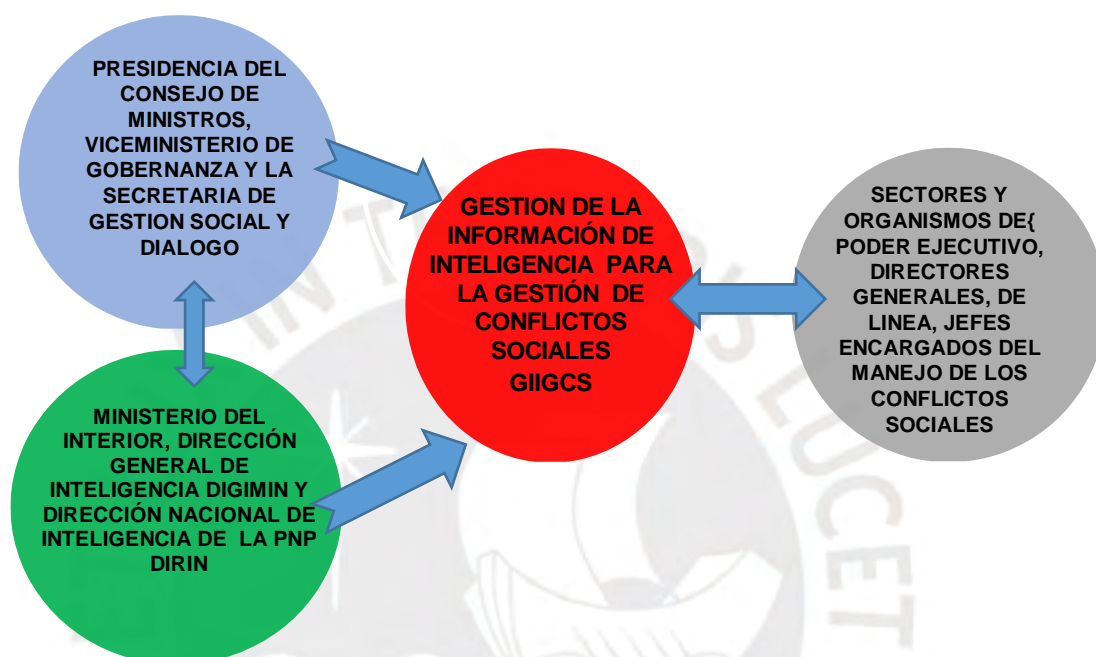 PRESIDENCIA DEL
CONSEJO DE
MINISTROS,
VICEMINISTERIO DE
GOBERNANZA Y LA
SECRETARIA DE
GESTION SOCIAL Y
DIALOGO
MINISTERIO DEL
INTERIOR, DIRECCIÓN
GENERAL DE
INTELIGENCIA DIGIMIN Y
DIRECCIÓN NACIONAL DE
INTELIGENCIA DE LA PNP
DIRIN
GESTION DE LA
INFORMACIÓN DE
INTELIGENCIA PARA
LA GESTIÓN DE
CONFLICTOS
SOCIALES
GIIGCS
SECTORES Y
ORGANISMOS DE{
PODER EJECUTIVO,
DIRECTORES
GENERALES, DE
LINEA, JEFES
ENCARGADOS DEL
MANEJO DE LOS
CONFLICTOS
SOCIALES
LUCET